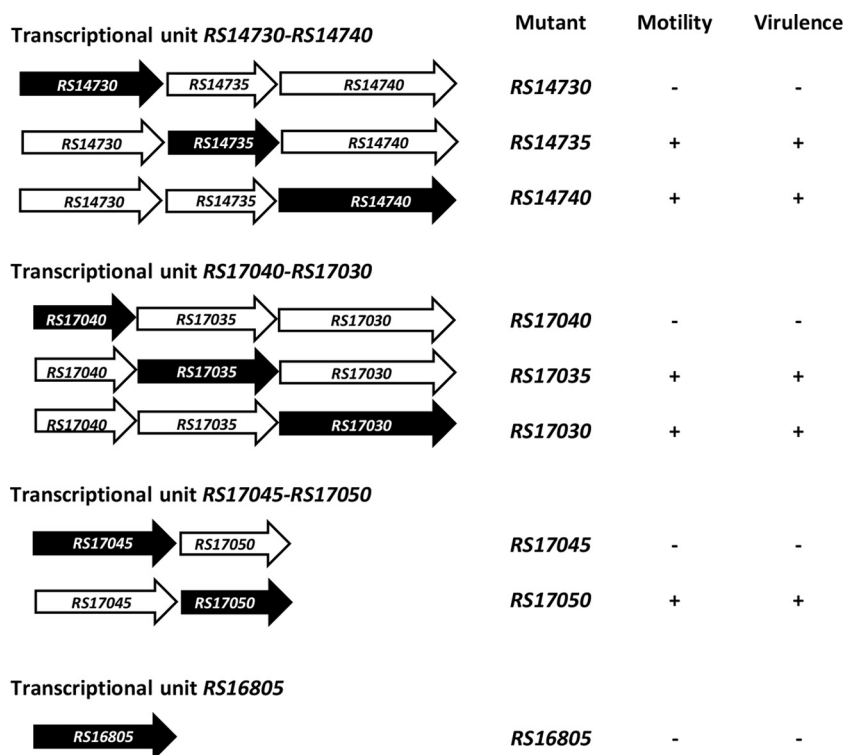 Mutant Motility Virulence
Transcriptional unit RS14730-RS14740
RS14730 RS14735 RS14740 RS14730 - -
RS14730 RS14735 RS14740 RS14735 + +
RS14730 RS14735 RS14740 RS14740 + +
Transcriptional unit RS17040-RS17030
RS17040 RS17035 RS17030 RS17040 - -
RS17040 RS17035 RS17030 RS17035 + +
RS17040 RS17035 RS17030 RS17030 + +
Transcriptional unit RS17045-RS17050
RS17045 RS17050 RS17045 - -
RS17045 RS17050 RS17050 + +
Transcriptional unit RS16805
RS16805 RS16805 - -